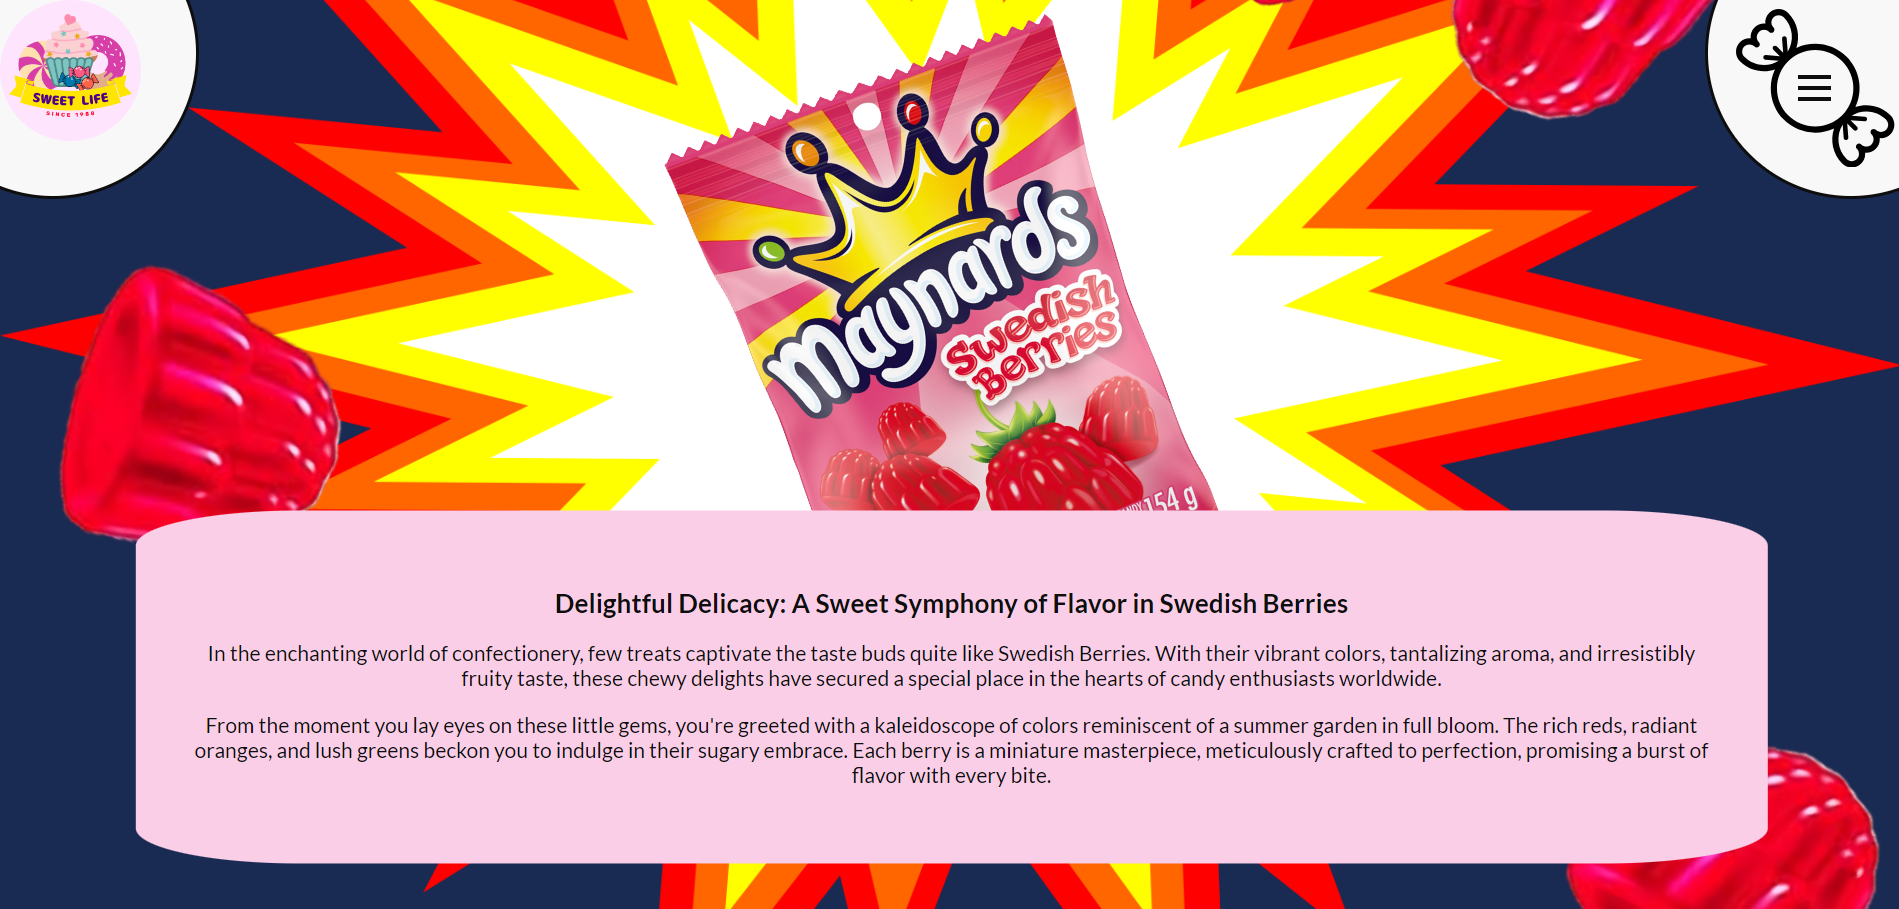 SWEET LIFE
SINCE 1980
maynards
Swedish
Berries
154 g
Delightful Delicacy: A Sweet Symphony of Flavor in Swedish Berries
In the enchanting world of confectionery, few treats captivate the taste buds quite like Swedish Berries. With their vibrant colors, tantalizing aroma, and irresistibly
fruity taste, these chewy delights have secured a special place in the hearts of candy enthusiasts worldwide.
From the moment you lay eyes on these little gems, you're greeted with a kaleidoscope of colors reminiscent of a summer garden in full bloom. The rich reds, radiant
oranges, and lush greens beckon you to indulge in their sugary embrace. Each berry is a miniature masterpiece, meticulously crafted to perfection, promising a burst of
flavor with every bite.